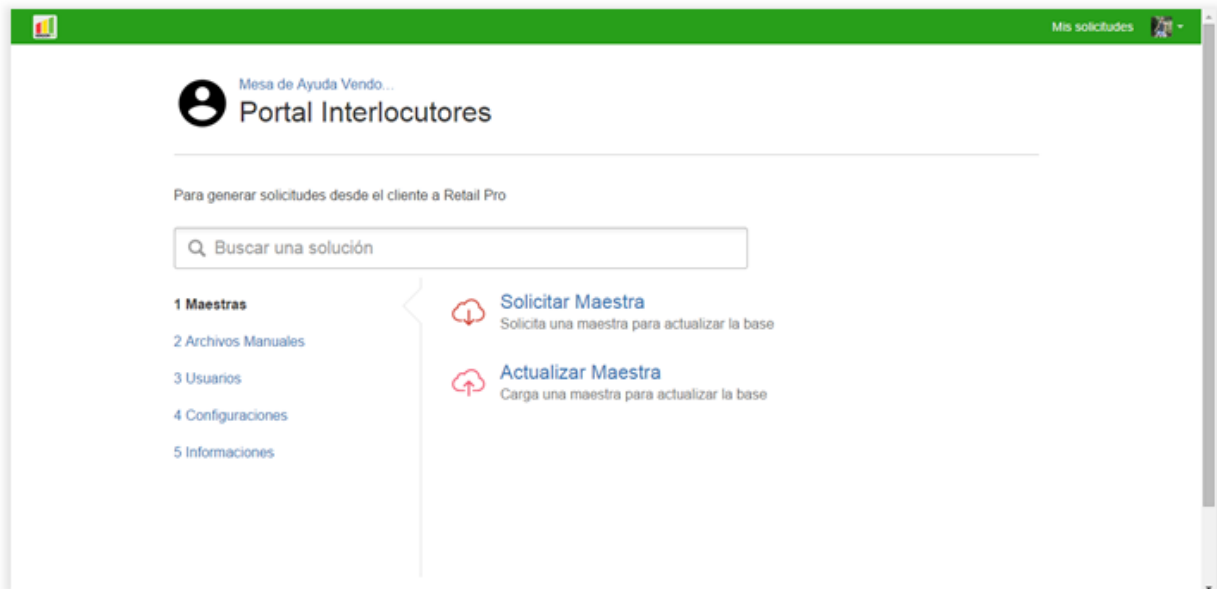 Mis solicitudes
Mesa de Ayuda Vendo...
Portal Interlocutores
Para generar solicitudes desde el cliente a Retail Pro
Buscar una solución
1 Maestras
2 Archivos Manuales
3 Usuarios
4 Configuraciones
5 Informaciones
Solicitar Maestra
Solicita una maestra para actualizar la base
Actualizar Maestra
Carga una maestra para actualizar la base